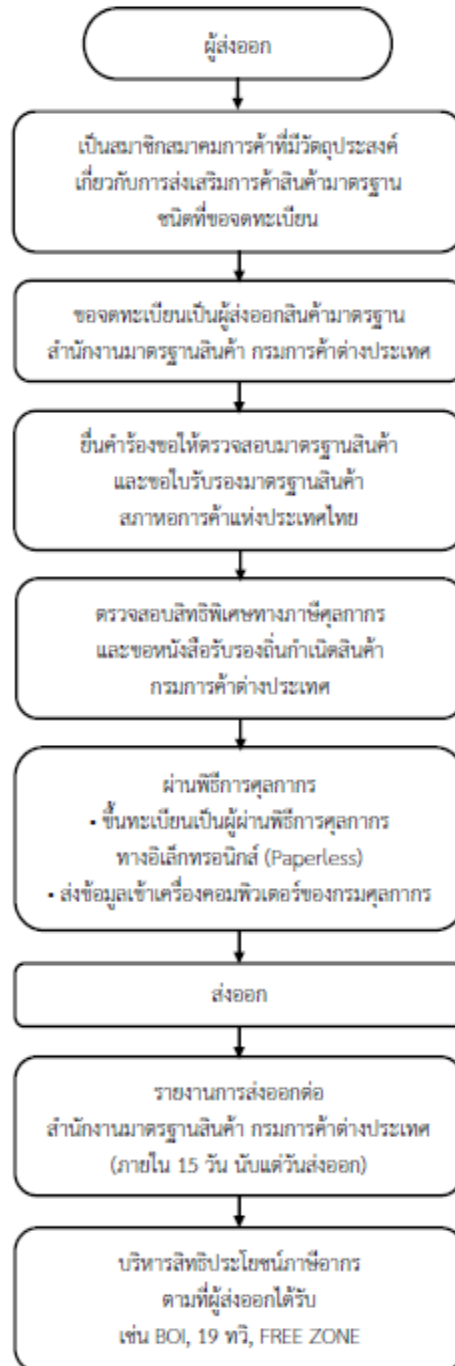 ผู้ส่งออก
เป็นสมาชิกสมาคมการค้าที่มีวัตถุประสงค์
เกี่ยวกับการส่งเสริมการค้าสินค้ามาตรฐาน
ชนิดที่ขอจดทะเบียน
ขอจดทะเบียนเป็นผู้ส่งออกสินค้ามาตรฐาน
สำนักงานมาตรฐานสินค้า กรมการค้าต่างประเทศ
ยื่นคำร้องขอให้ตรวจสอบมาตรฐานสินค้า
และขอใบรับรองมาตรฐานสินค้า
สภาหอการค้าแห่งประเทศไทย
ตรวจสอบสิทธิพิเศษทางภาษีศุลกากร
และขอหนังสือรับรองถิ่นกำเนิดสินค้า
กรมการค้าต่างประเทศ
ผ่านพิธีการศุลกากร
• ขึ้นทะเบียนเป็นผู้ผ่านพิธีการศุลกากร
ทางอิเล็กทรอนิกส์ (Paperless)
• ส่งข้อมูลเข้าเครื่องคอมพิวเตอร์ของกรมศุลกากร
ส่งออก
รายงานการส่งออกต่อ
สำนักงานมาตรฐานสินค้า กรมการค้าต่างประเทศ
(ภายใน 15 วัน นับแต่วันส่งออก)
บริหารสิทธิประโยชน์ภาษีอากร
ตามที่ผู้ส่งออกได้รับ
เช่น BOI, 19 ทวิ, FREE ZONE